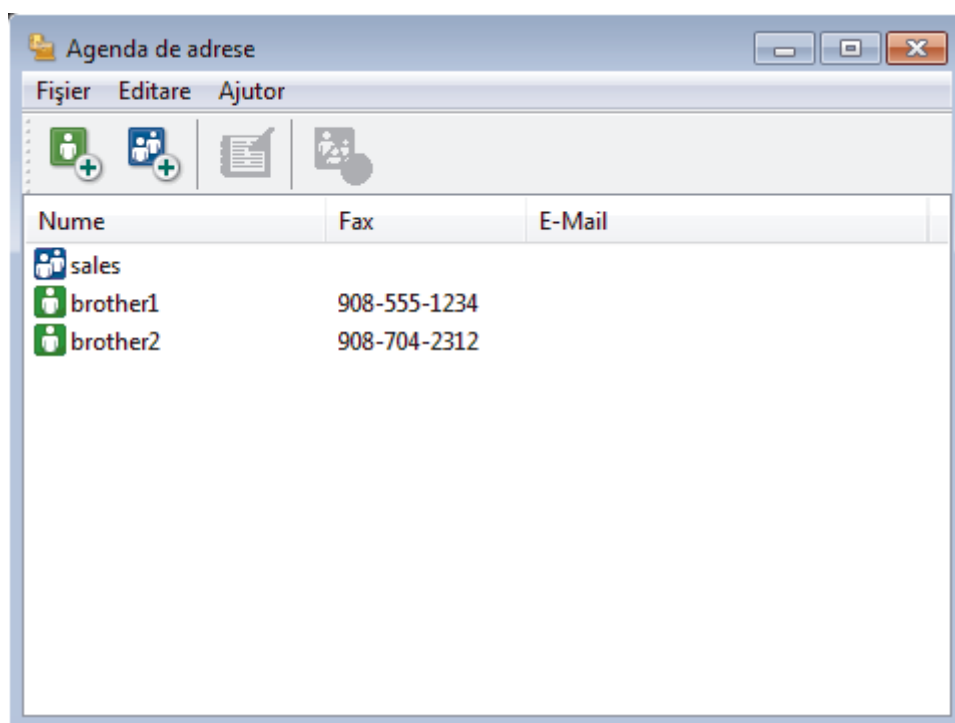 Agenda de adrese
Fişier Editare Ajutor
Nume Fax E-Mail
sales
brother1 908-555-1234
brother2 908-704-2312